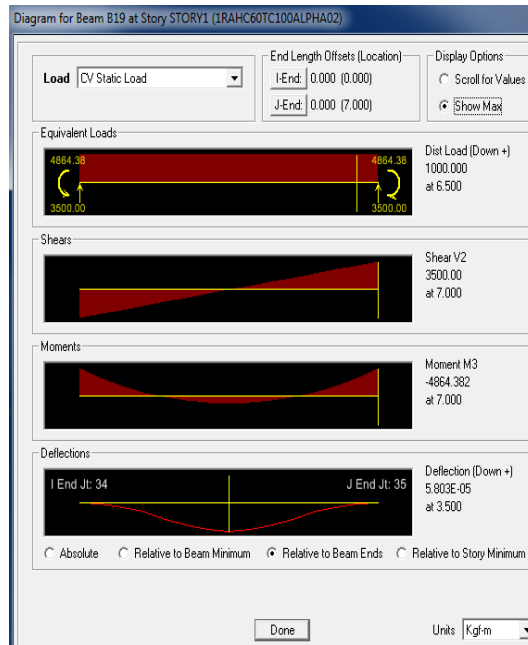 Diagram for Beam B19 at Story STORY1 (1RAHC60TC100ALPHA02)
Load CV Static Load
End Length Offsets (Location)
I-End: 0.000 (0.000)
J-End: 0.000 (7.000)
Display Options
Scroll for Values
Show Max
Equivalent Loads
4864.38 4864.38
3500.00 3500.00
Dist Load (Down +)
1000.000
at 6.500
Shears
Shear V2
3500.00
at 7.000
Moments
Moment M3
-4864.382
at 7.000
Deflections
I End Jt: 34 J End Jt: 35
Deflection (Down +)
5.803E-05
at 3.500
Absolute Relative to Beam Minimum Relative to Beam Ends Relative to Story Minimum
Done Units Kgf-m